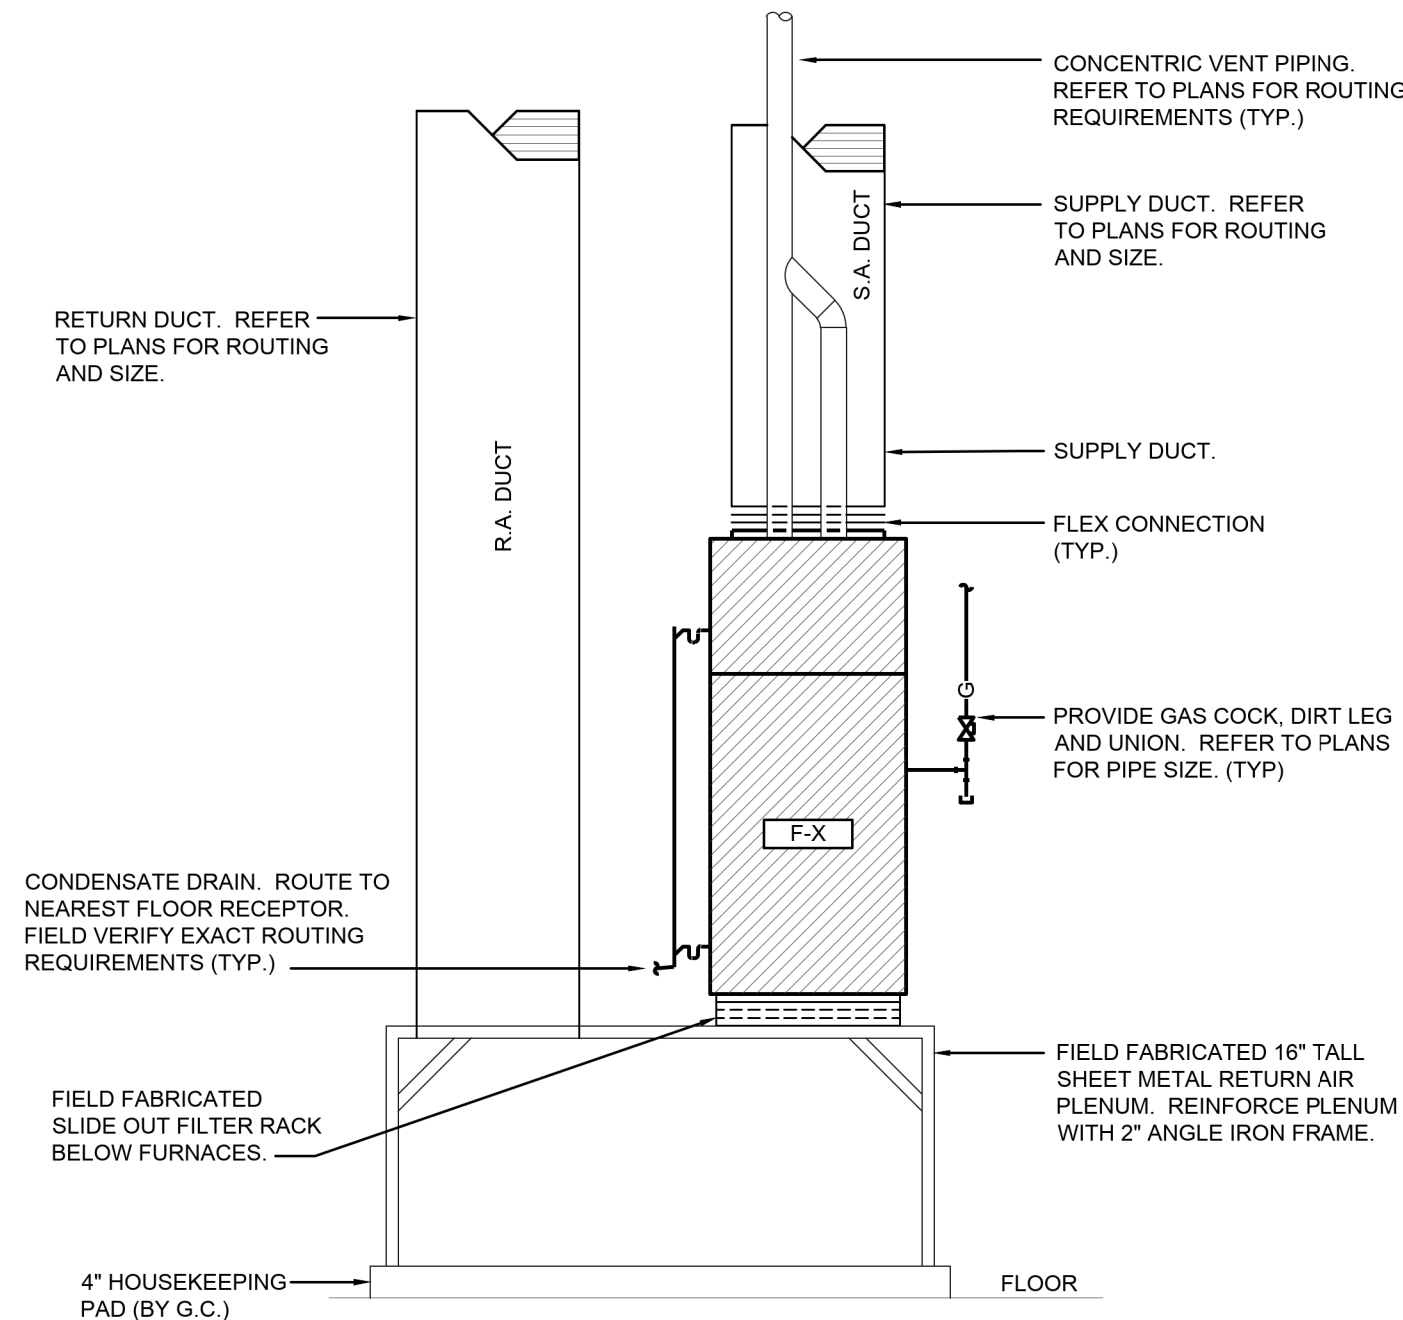 CONCENTRIC VENT PIPING.
REFER TO PLANS FOR ROUTING
REQUIREMENTS (TYP.)
S.A. DUCT
SUPPLY DUCT.  REFER
TO PLANS FOR ROUTING
AND SIZE.
RETURN DUCT.  REFER
TO PLANS FOR ROUTING
AND SIZE.
R.A. DUCT
SUPPLY DUCT.
FLEX CONNECTION
(TYP.)
G
PROVIDE GAS COCK, DIRT LEG
AND UNION.  REFER TO PLANS
FOR PIPE SIZE. (TYP)
F-X
CONDENSATE DRAIN.  ROUTE TO
NEAREST FLOOR RECEPTOR.
FIELD VERIFY EXACT ROUTING
REQUIREMENTS (TYP.)
FIELD FABRICATED 16" TALL
SHEET METAL RETURN AIR
PLENUM.  REINFORCE PLENUM
WITH 2" ANGLE IRON FRAME.
FIELD FABRICATED
SLIDE OUT FILTER RACK
BELOW FURNACES.
4" HOUSEKEEPING
PAD (BY G.C.)
FLOOR